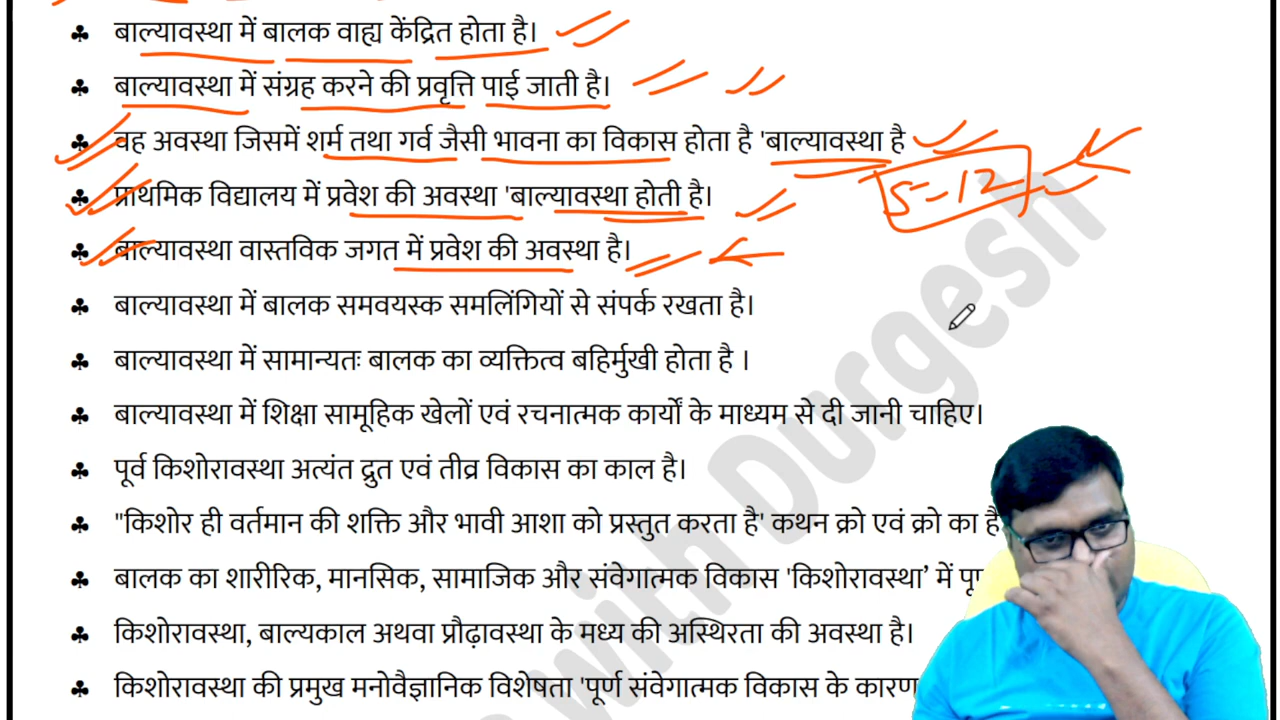 ♣ बाल्यावस्था में बालक वाह्य केंद्रित होता है।
♣ बाल्यावस्था में संग्रह करने की प्रवृत्ति पाई जाती है।
♣ वह अवस्था जिसमें शर्म तथा गर्व जैसी भावना का विकास होता है 'बाल्यावस्था है
5-12
♣ प्राथमिक विद्यालय में प्रवेश की अवस्था 'बाल्यावस्था होती है।
♣ बाल्यावस्था वास्तविक जगत में प्रवेश की अवस्था है।
♣ बाल्यावस्था में बालक समवयस्क समलिंगियों से संपर्क रखता है।
♣ बाल्यावस्था में सामान्यतः बालक का व्यक्तित्व बहिर्मुखी होता है ।
♣ बाल्यावस्था में शिक्षा सामूहिक खेलों एवं रचनात्मक कार्यों के माध्यम से दी जानी चाहिए।
♣ पूर्व किशोरावस्था अत्यंत द्रुत एवं तीव्र विकास का काल है।
♣ "किशोर ही वर्तमान की शक्ति और भावी आशा को प्रस्तुत करता है' कथन क्रो एवं क्रो का है
♣ बालक का शारीरिक, मानसिक, सामाजिक और संवेगात्मक विकास 'किशोरावस्था’ में
♣ किशोरावस्था, बाल्यकाल अथवा प्रौढ़ावस्था के मध्य की अस्थिरता की अवस्था है।
♣ किशोरावस्था की प्रमुख मनोवैज्ञानिक विशेषता 'पूर्ण संवेगात्मक विकास के कारण
with Durgesh